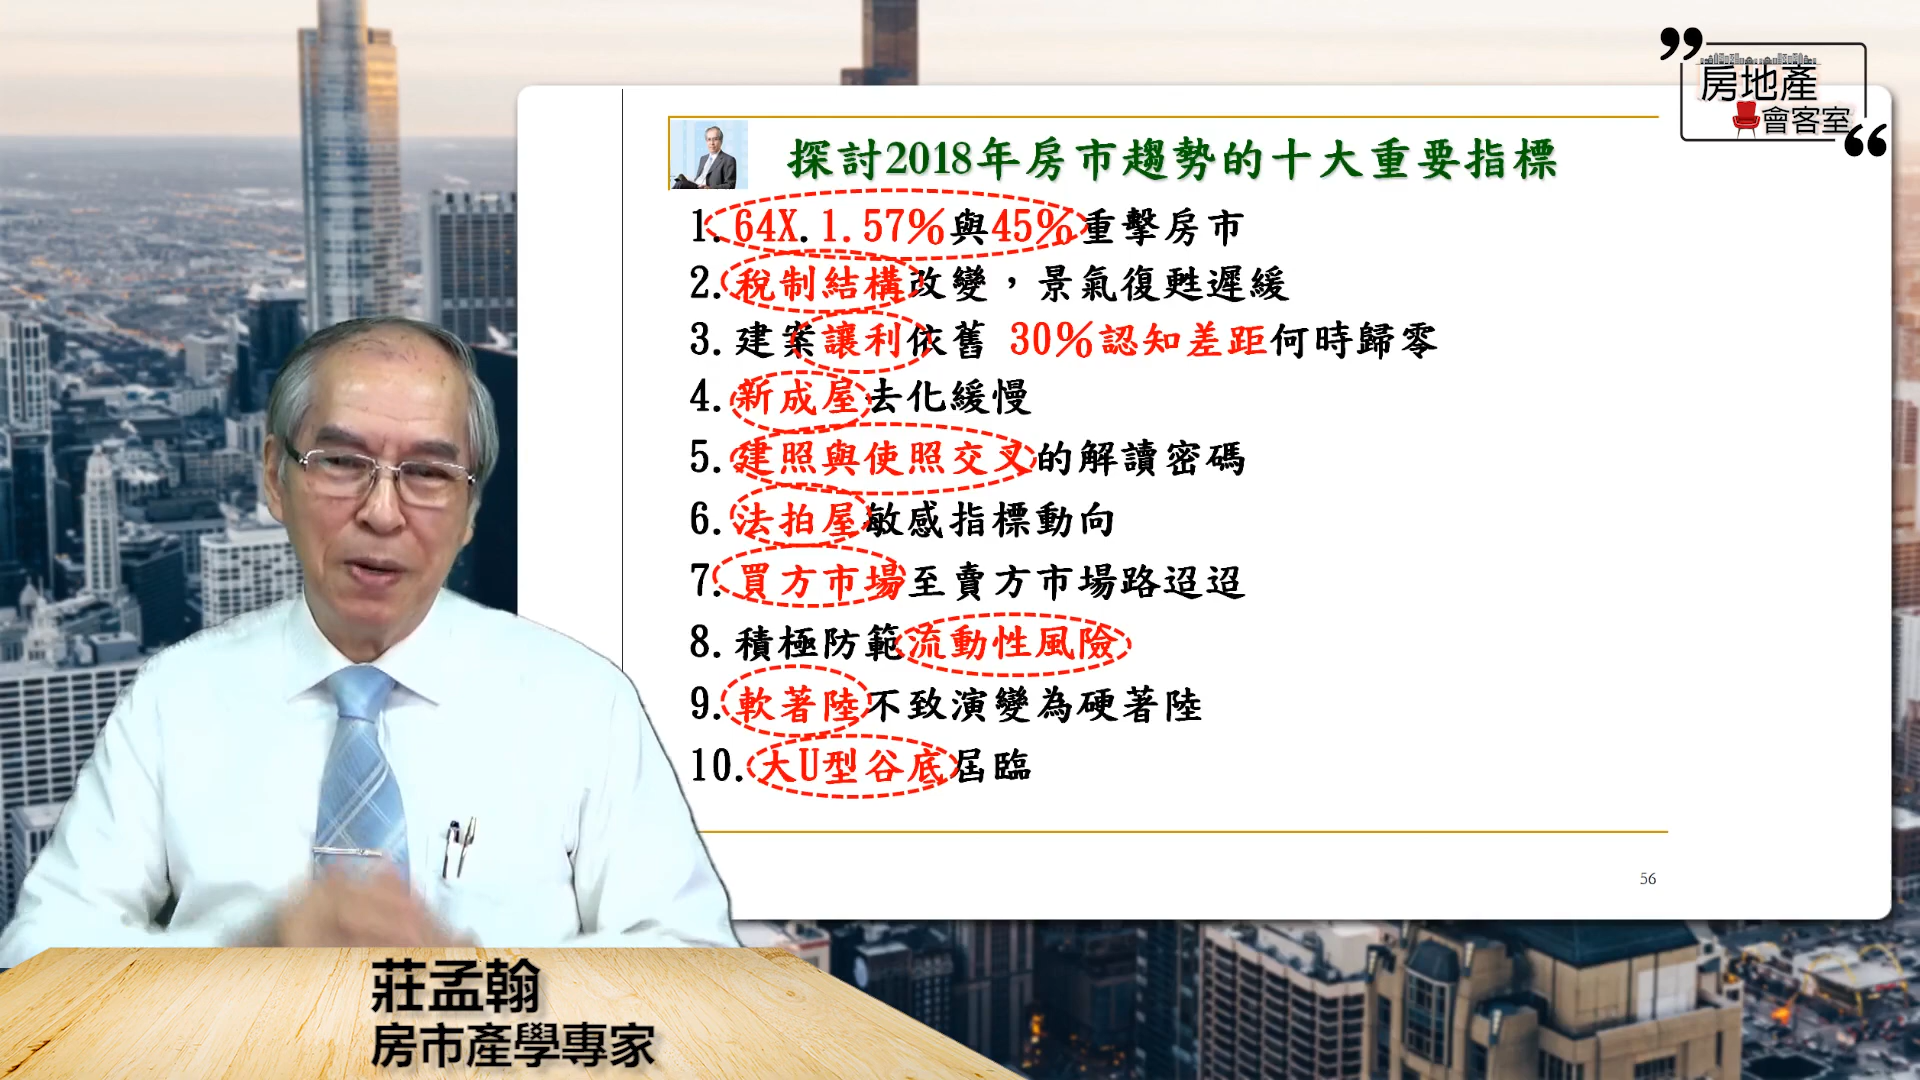 房地產
會客室
探討2018年房市趨勢的十大重要指標
1.64X.1.57%與45%重擊房市
2.稅制結構改變，景氣復甦遲緩
3.建案讓利依舊 30%認知差距何時歸零
4.新成屋去化緩慢
5.建照與使照交叉的解讀密碼
6.法拍屋敏感指標動向
7.買方市場至賣方市場路迢迢
8.積極防範流動性風險
9.軟著陸不致演變為硬著陸
10.大U型谷底屆臨
56
莊孟翰
房市產學專家